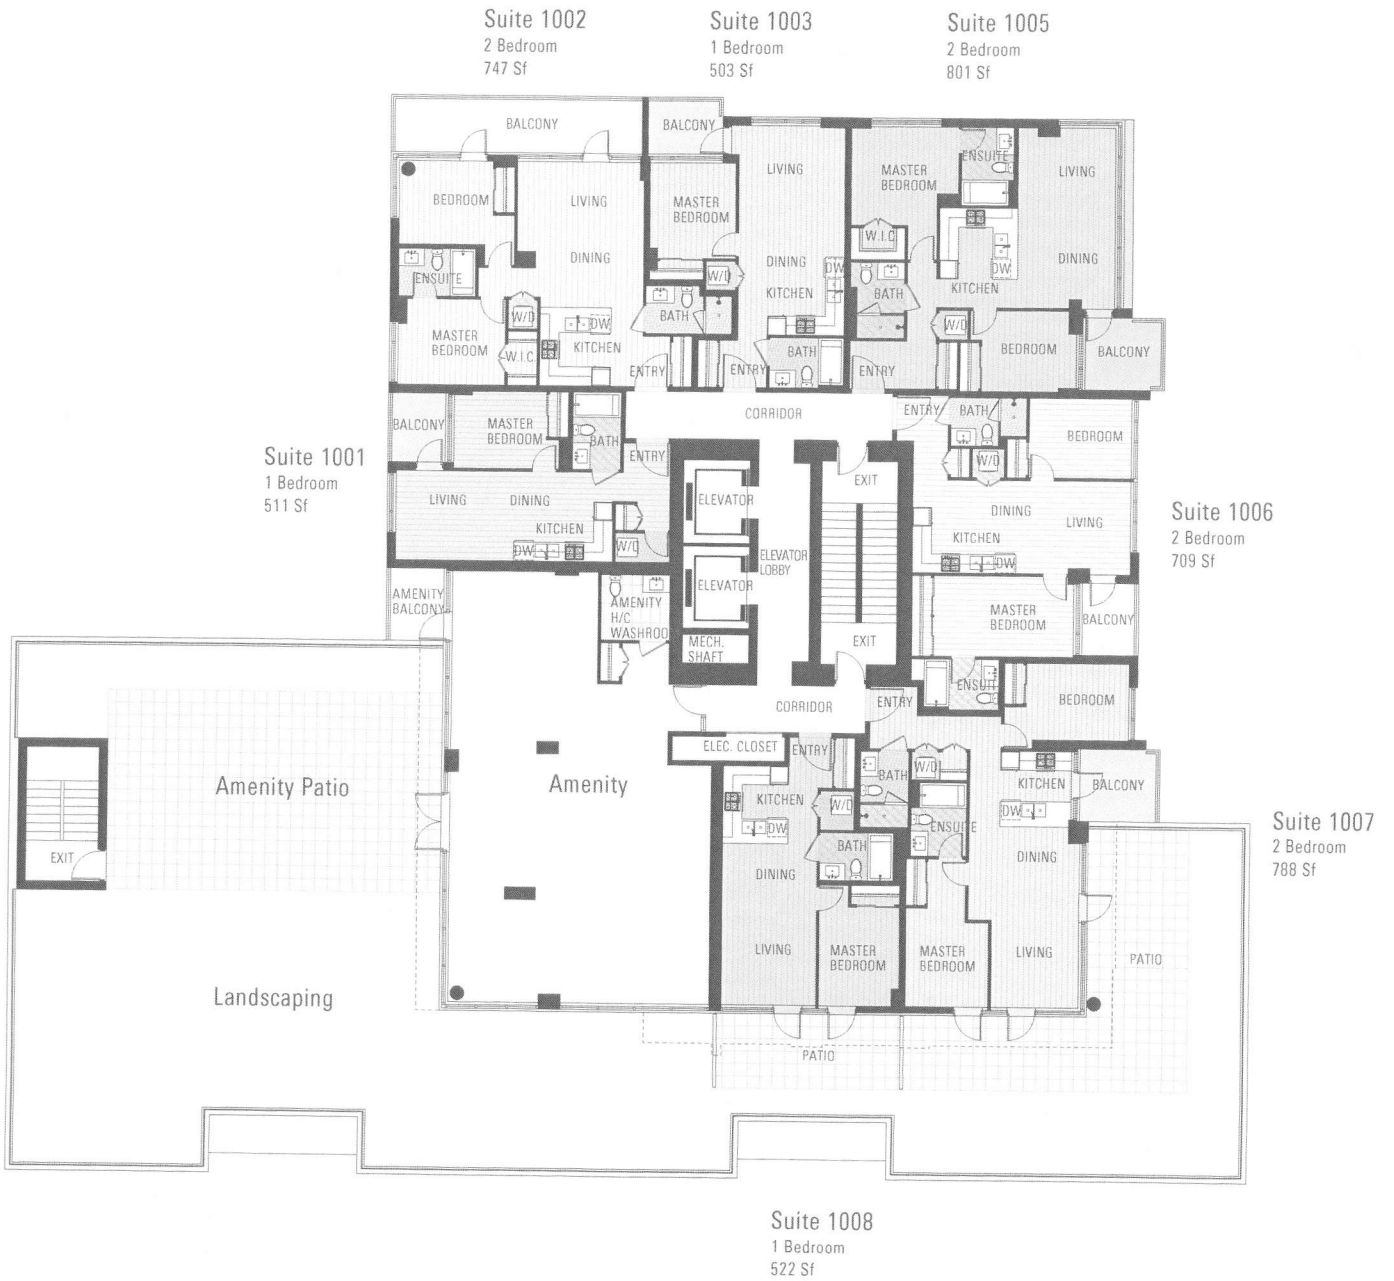 Suite 1002
2 Bedroom
747 Sf
Suite 1003
1 Bedroom
503 Sf
Suite 1005
2 Bedroom
801 Sf
BALCONY
BALCONY
BEDROOM
LIVING
DINING
ENSUITE
MASTER
BEDROOM
W/D
W.I.C.
DW
KITCHEN
ENTRY
BATH
MASTER
BEDROOM
LIVING
W/D
DINING
DW
KITCHEN
BATH
ENTRY
MASTER
BEDROOM
ENSUITE
LIVING
W.I.C.
DINING
DW
KITCHEN
BATH
W/D
BEDROOM
BALCONY
ENTRY
CORRIDOR
Suite 1001
1 Bedroom
511 Sf
BALCONY
MASTER
BEDROOM
BATH
ENTRY
LIVING
DINING
KITCHEN
DW
W/D
ELEVATOR
ELEVATOR
ELEVATOR
LOBBY
MECH.
SHAFT
EXIT
EXIT
ENTRY
BATH
BEDROOM
W/D
DINING
LIVING
KITCHEN
DW
MASTER
BEDROOM
BALCONY
ENSUIT
Suite 1006
2 Bedroom
709 Sf
AMENITY
BALCONY
AMENITY
H/C
WASHROO
CORRIDOR
ENTRY
BEDROOM
ELEC. CLOSET
ENTRY
KITCHEN
W/D
DW
BATH
DINING
LIVING
MASTER
BEDROOM
BATH
W/D
ENSUITE
KITCHEN
DW
BALCONY
DINING
MASTER
BEDROOM
LIVING
PATIO
Suite 1007
2 Bedroom
788 Sf
Amenity Patio
Amenity
EXIT
Landscaping
PATIO
Suite 1008
1 Bedroom
522 Sf